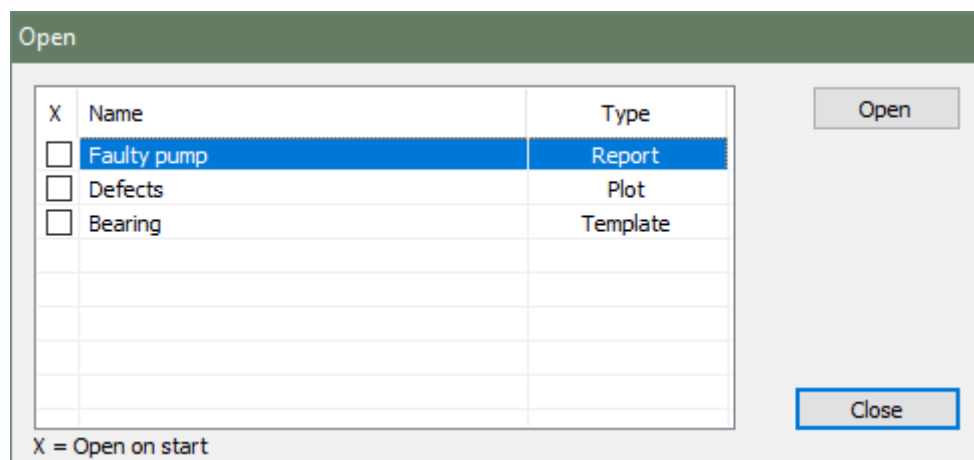 Open
X Name Type Open
Faulty pump Report
Defects Plot
Bearing Template
Close
X = Open on start